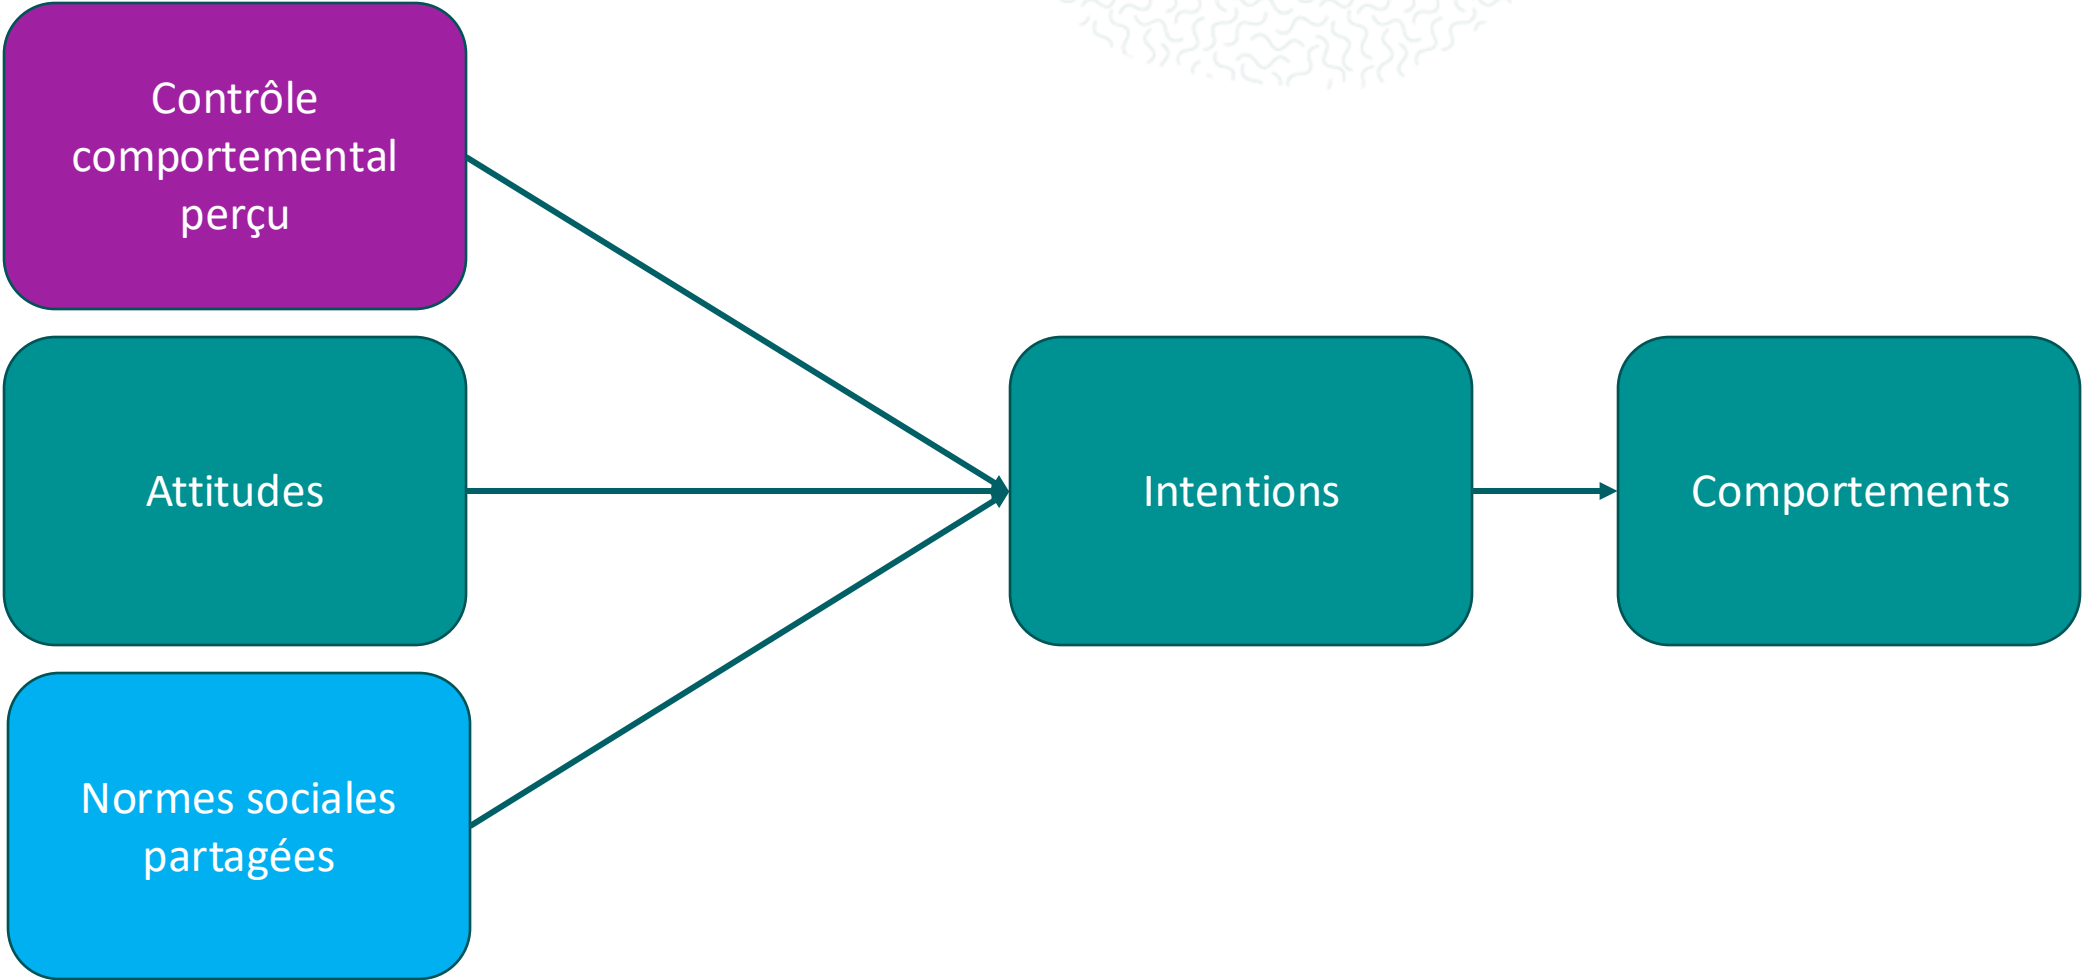 Contrôle
comportemental
perçu
Attitudes
Intentions
Comportements
Normes sociales
partagées